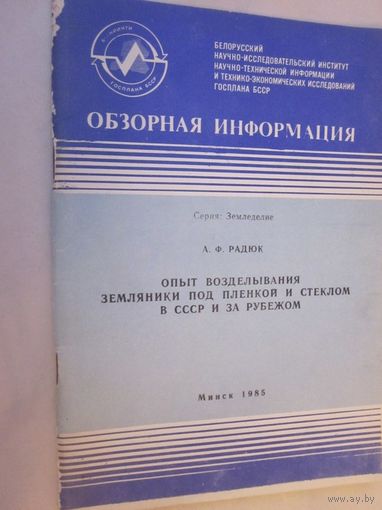 БЕЛОРУССКИЙ
НАУЧНО-ИССЛЕДОВАТЕЛЬСКИЙ ИНСТИТУТ
НАУЧНО-ТЕХНИЧЕСКОЙ ИНФОРМАЦИИ
И ТЕХНИКО-ЭКОНОМИЧЕСКИХ ИССЛЕДОВАНИЙ
ГОСПЛАНА БССР
ГОСПЛАНА БССР
ОБЗОРНАЯ ИНФОРМАЦИЯ
Серия: Земледелие
А. Ф. РАДЮК
ОПЫТ ВОЗДЕЛЫВАНИЯ
ЗЕМЛЯНИКИ ПОД ПЛЕНКОЙ И СТЕКЛОМ
В СССР И ЗА РУБЕЖОМ
Минск 1985
www.ay.by